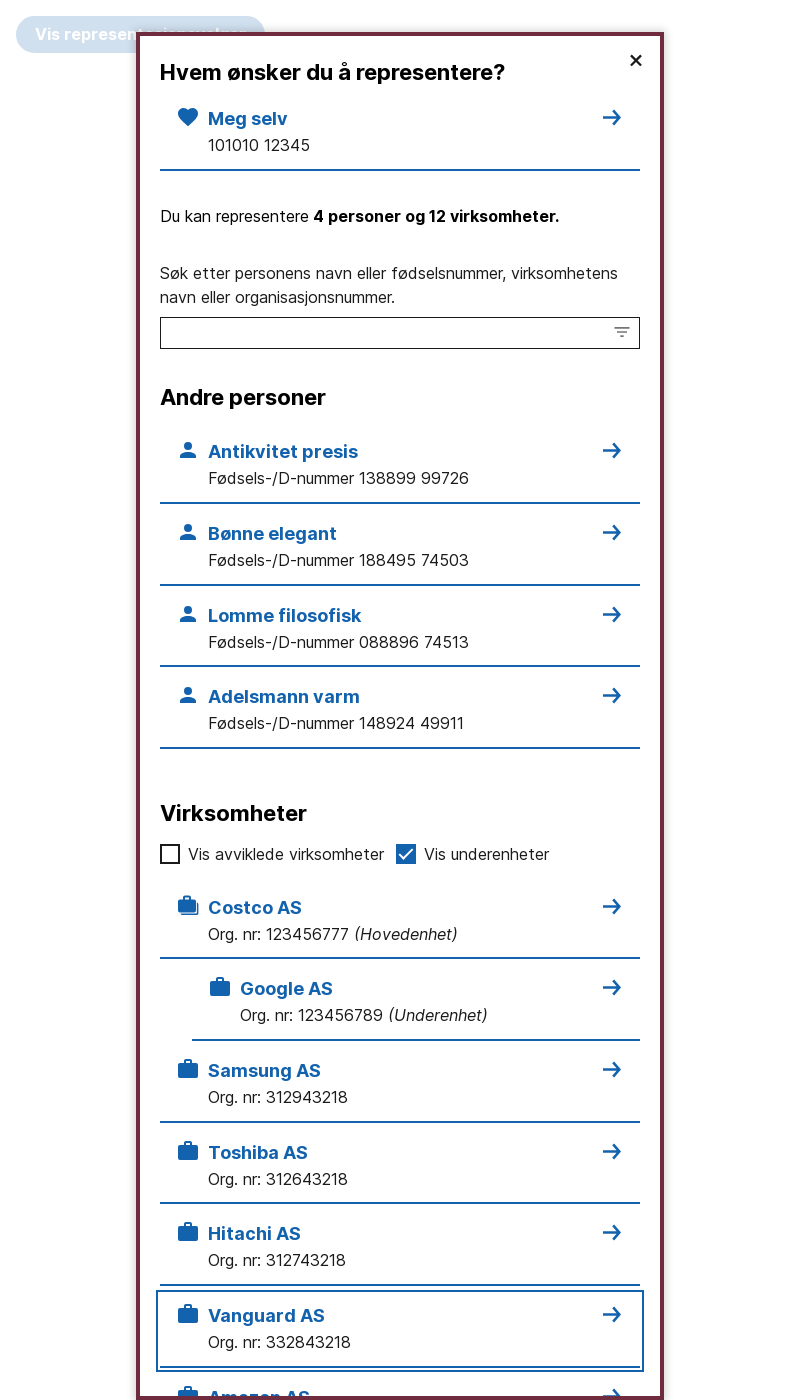 Vis
Hvem ønsker du å representere?
Meg selv
101010 12345
Du kan representere 4 personer og 12 virksomheter.
Søk etter personens navn eller fødselsnummer, virksomhetens
navn eller organisasjonsnummer.
Andre personer
Antikvitet presis
Fødsels-/D-nummer 138899 99726
Bønne elegant
Fødsels-/D-nummer 188495 74503
Lomme filosofisk
Fødsels-/D-nummer 088896 74513
Adelsmann varm
Fødsels-/D-nummer 148924 49911
Virksomheter
Vis avviklede virksomheter Vis underenheter
Costco AS
Org. nr: 123456777 (Hovedenhet)
Google AS
Org. nr: 123456789 (Underenhet)
Samsung AS
Org. nr: 312943218
Toshiba AS
Org. nr: 312643218
Hitachi AS
Org. nr: 312743218
Vanguard AS
Org. nr: 332843218
Amazon AS